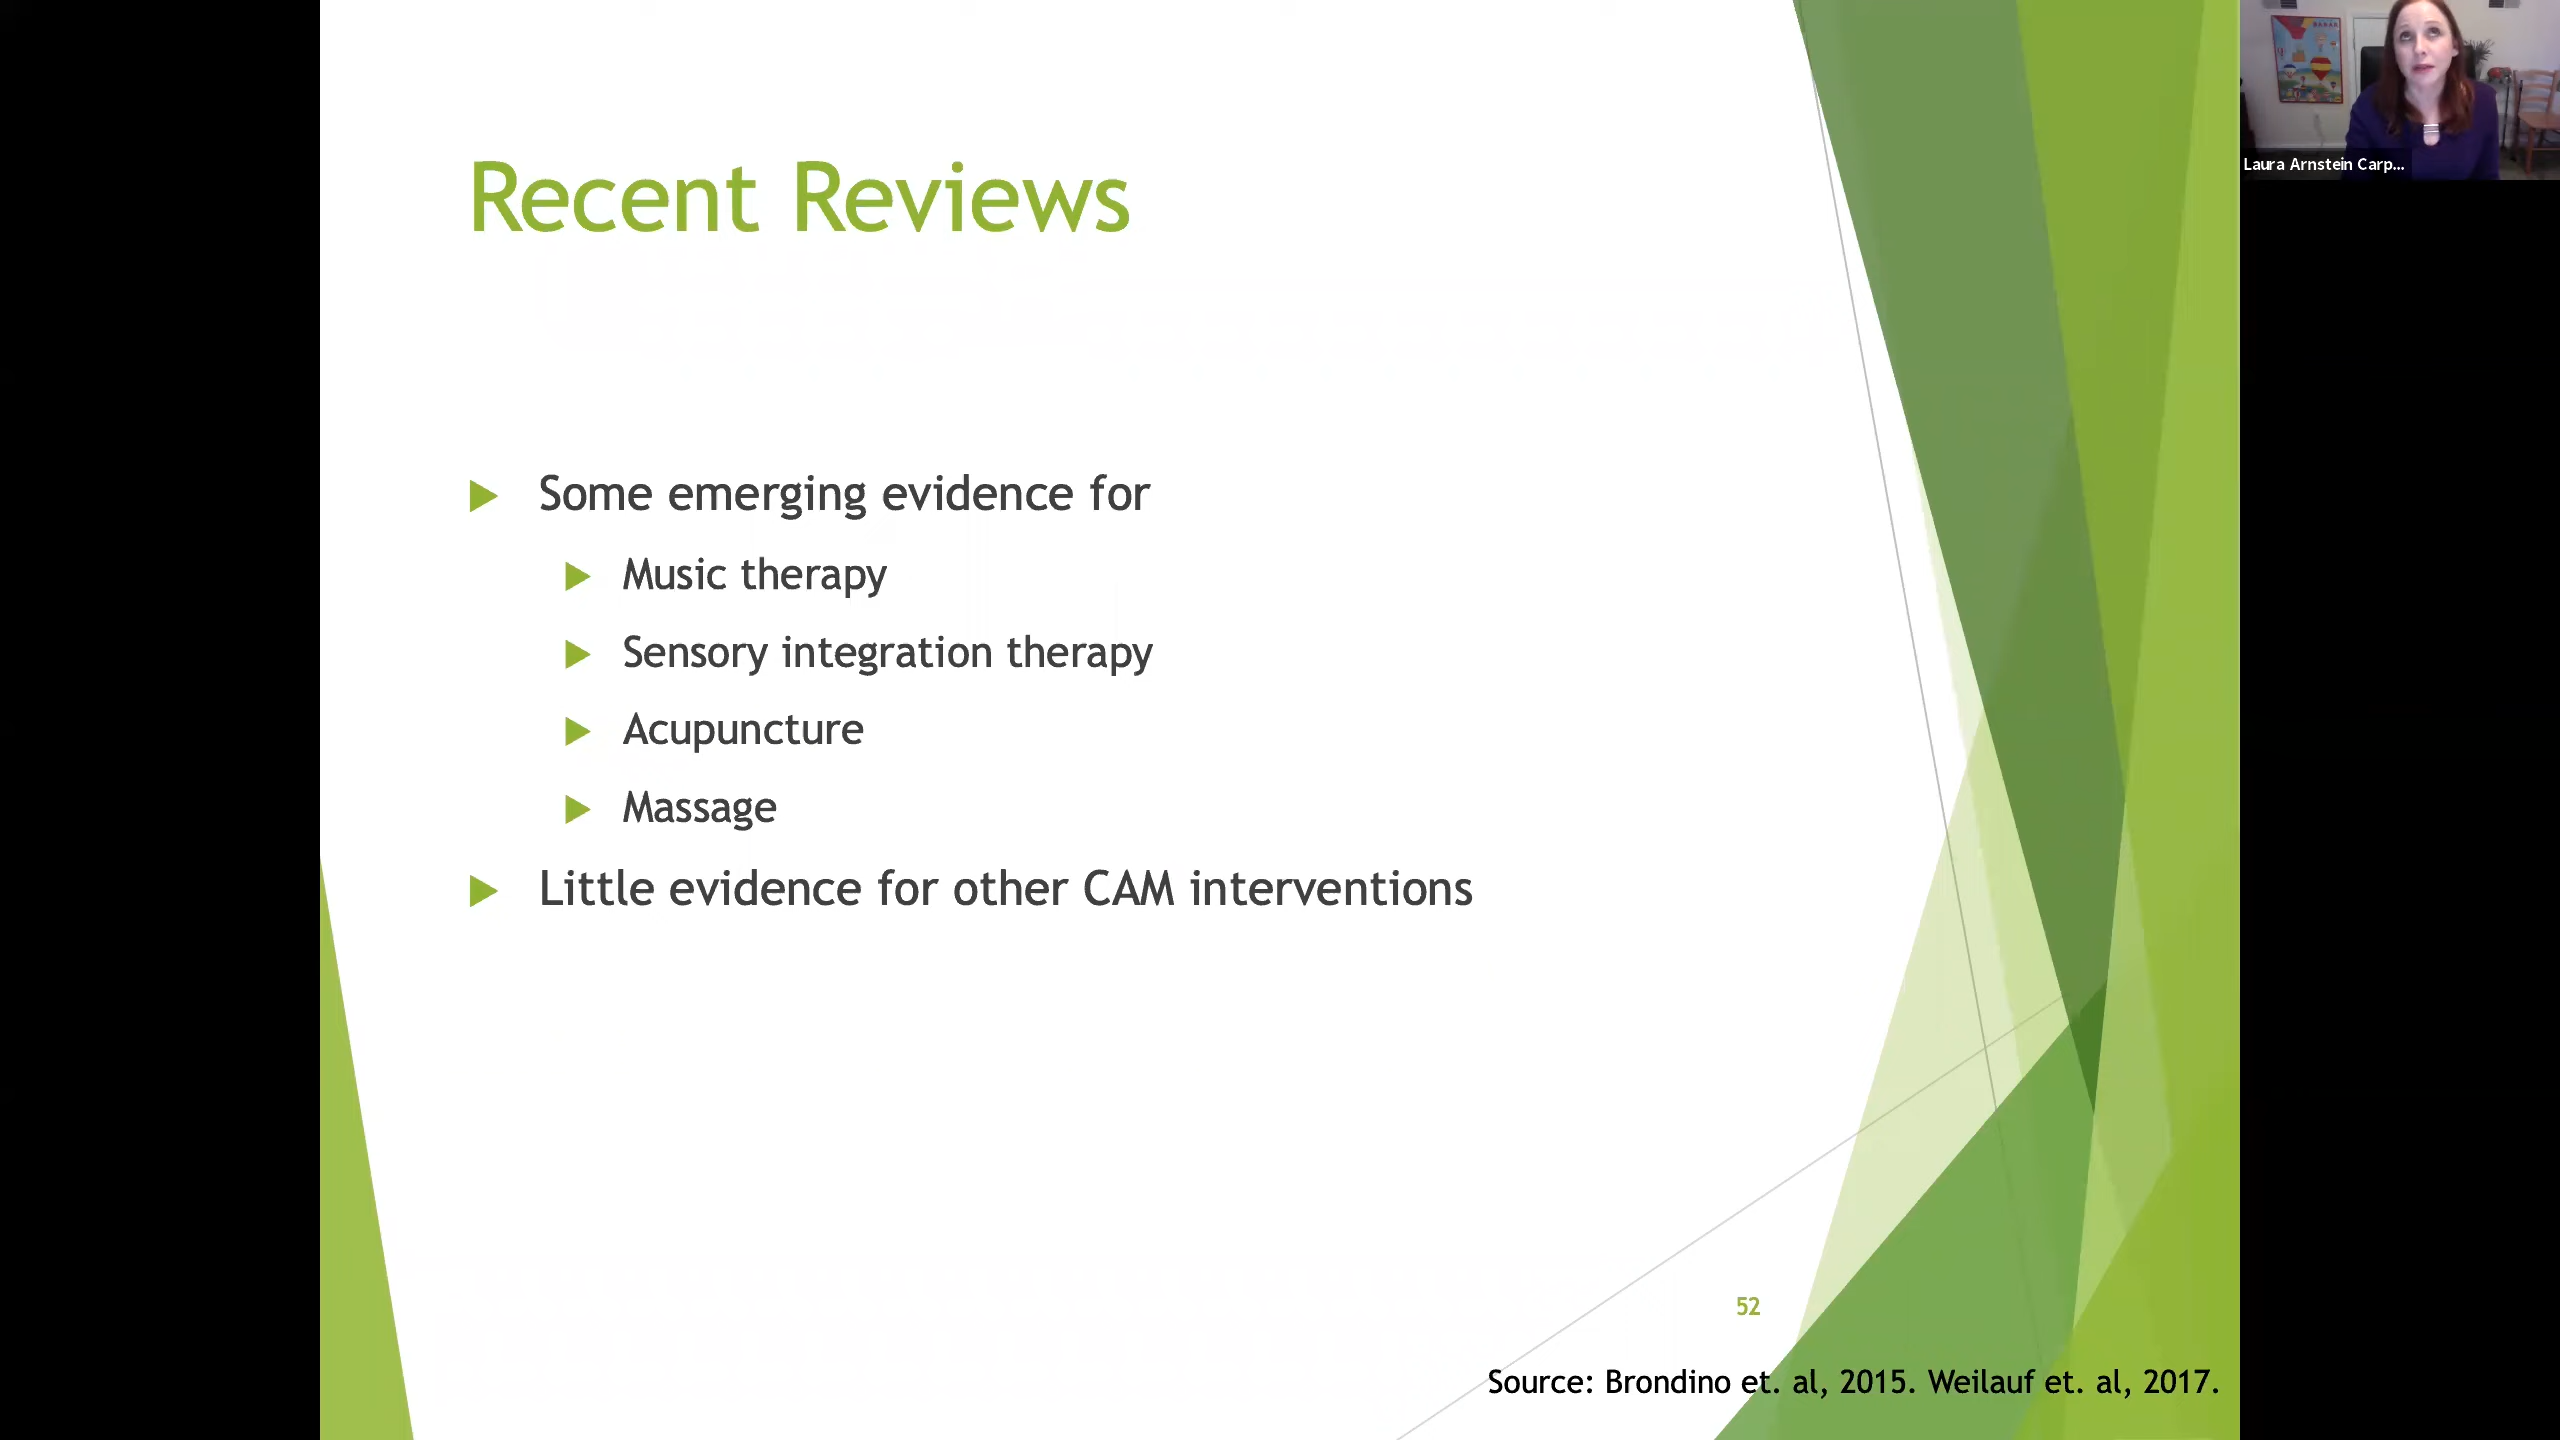 Recent Reviews
Some emerging evidence for
Music therapy
Sensory integration therapy
Acupuncture
Massage
Little evidence for other CAM interventions
52
Source: Brondino et. al, 2015. Weilauf et. al, 2017.
Laura Arnstein Carp...